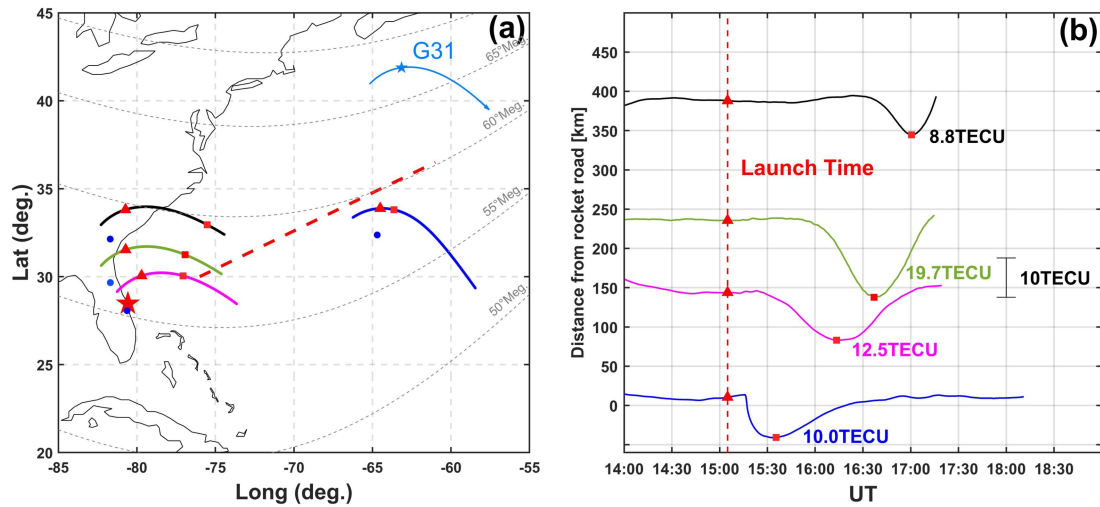 (a)
G31
65°Meg.
60°Meg.
55°Meg.
50°Meg.
45
40
35
30
25
20
Lat (deg.)
-85
-80
-75
-70
-65
-60
-55
Long (deg.)
(b)
450
400
350
300
250
200
150
100
50
0
Distance from rocket road [km]
8.8TECU
Launch Time
19.7TECU
10TECU
12.5TECU
10.0TECU
14:00
14:30
15:00
15:30
16:00
16:30
17:00
17:30
18:00
18:30
UT